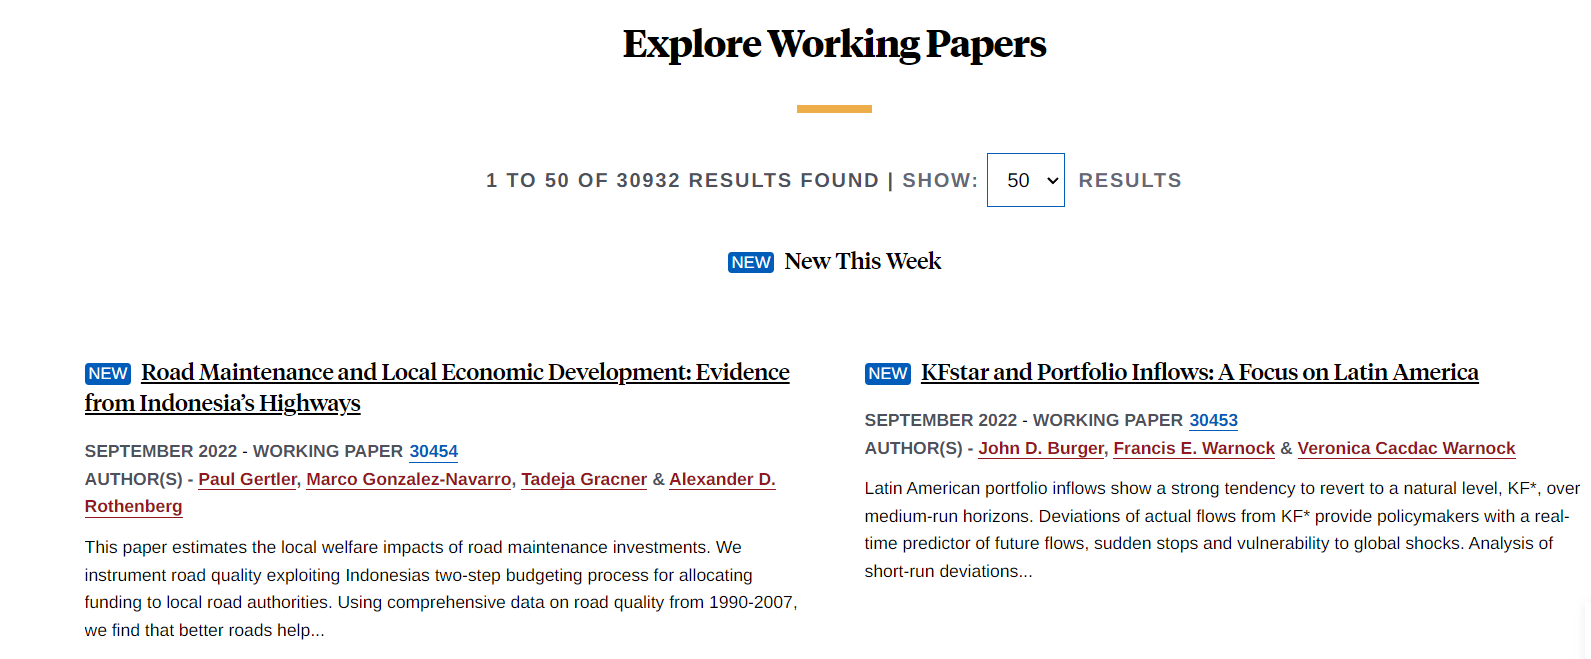 Explore Working Papers
1 TO 50 OF 30932 RESULTS FOUND | SHOW: 50 RESULTS
NEW New This Week
NEW Road Maintenance and Local Economic Development: Evidence
from Indonesia’s Highways
SEPTEMBER 2022 - WORKING PAPER 30454
AUTHOR(S) - Paul Gertler, Marco Gonzalez-Navarro, Tadeja Gracner & Alexander D.
Rothenberg
This paper estimates the local welfare impacts of road maintenance investments. We
instrument road quality exploiting Indonesias two-step budgeting process for allocating
funding to local road authorities. Using comprehensive data on road quality from 1990-2007,
we find that better roads help...
NEW KFstar and Portfolio Inflows: A Focus on Latin America
SEPTEMBER 2022 - WORKING PAPER 30453
AUTHOR(S) - John D. Burger, Francis E. Warnock & Veronica Cacdac Warnock
Latin American portfolio inflows show a strong tendency to revert to a natural level, KF*, over
medium-run horizons. Deviations of actual flows from KF* provide policymakers with a real-
time predictor of future flows, sudden stops and vulnerability to global shocks. Analysis of
short-run deviations...